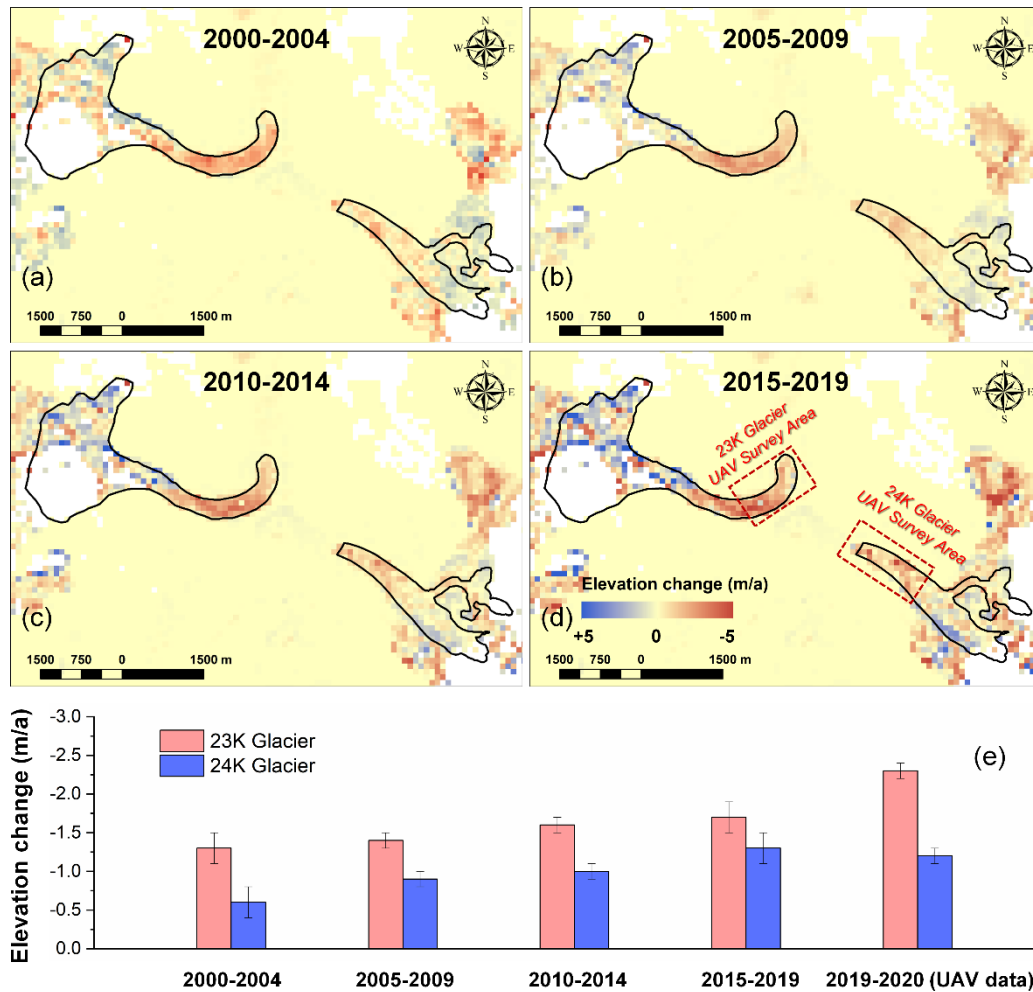 2000-2004
N
W E
S
(a)
1500 750 0 1500 m
2005-2009
N
W E
S
(b)
1500 750 0 1500 m
2010-2014
N
W E
S
(c)
1500 750 0 1500 m
2015-2019
N
W E
S
23K Glacier
UAV Survey Area
24K Glacier
UAV Survey Area
Elevation change (m/a)
+5 0 -5
(d)
1500 750 0 1500 m
Elevation change (m/a)
-3.0
-2.5
-2.0
-1.5
-1.0
-0.5
0.0
23K Glacier
24K Glacier
(e)
2000-2004 2005-2009 2010-2014 2015-2019 2019-2020 (UAV data)